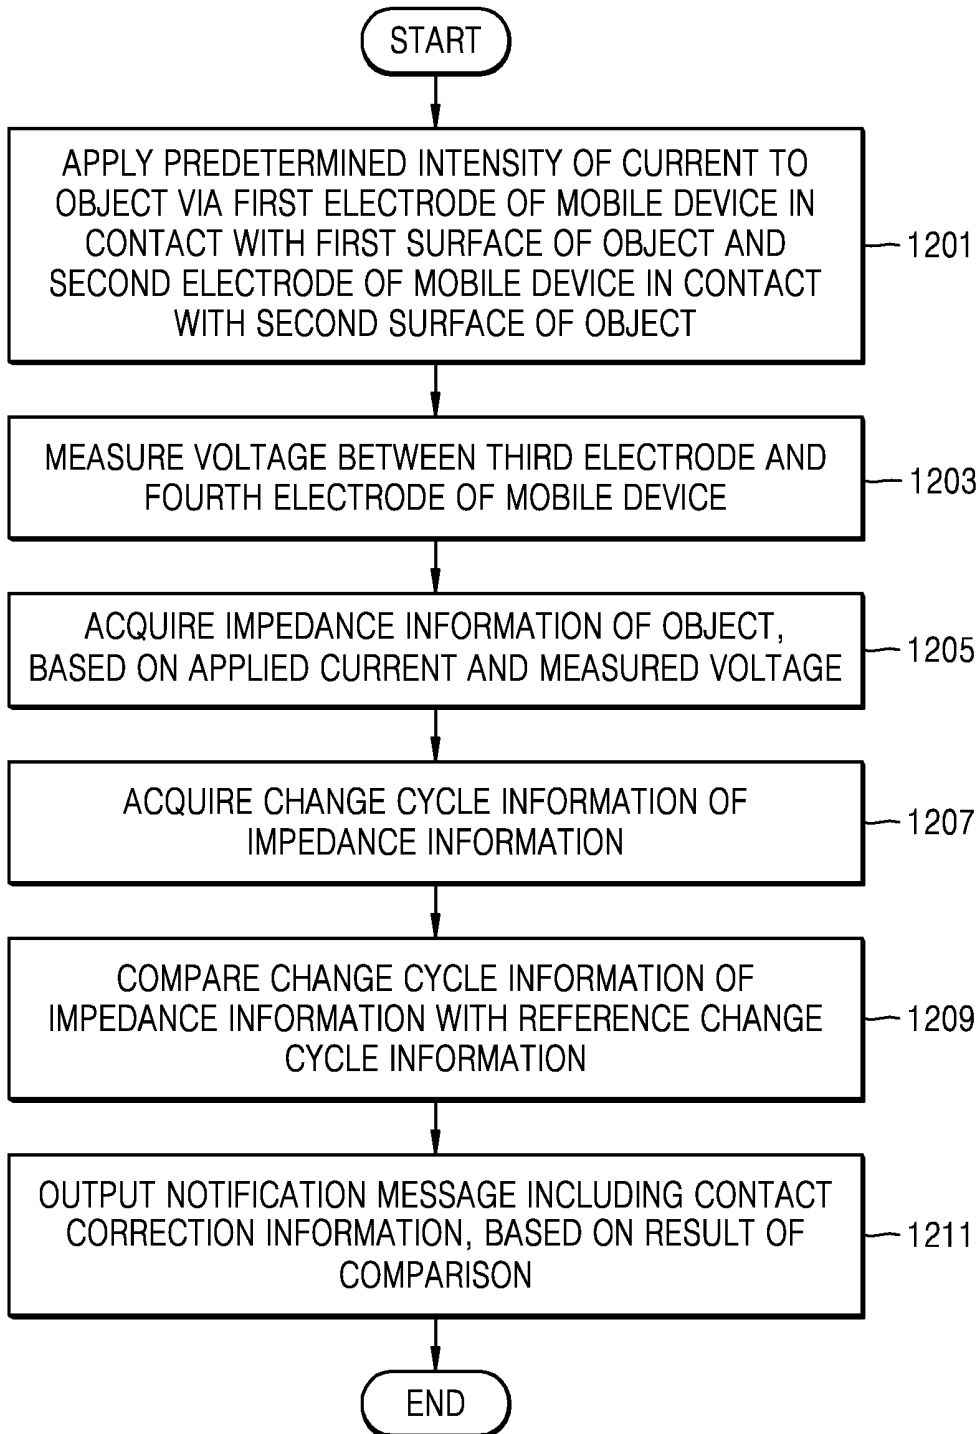 START
APPLY PREDETERMINED INTENSITY OF CURRENT TO
OBJECT VIA FIRST ELECTRODE OF MOBILE DEVICE IN
CONTACT WITH FIRST SURFACE OF OBJECT AND
SECOND ELECTRODE OF MOBILE DEVICE IN CONTACT
WITH SECOND SURFACE OF OBJECT
1201
MEASURE VOLTAGE BETWEEN THIRD ELECTRODE AND
FOURTH ELECTRODE OF MOBILE DEVICE
1203
ACQUIRE IMPEDANCE INFORMATION OF OBJECT,
BASED ON APPLIED CURRENT AND MEASURED VOLTAGE
1205
ACQUIRE CHANGE CYCLE INFORMATION OF
IMPEDANCE INFORMATION
1207
COMPARE CHANGE CYCLE INFORMATION OF
IMPEDANCE INFORMATION WITH REFERENCE CHANGE
CYCLE INFORMATION
1209
OUTPUT NOTIFICATION MESSAGE INCLUDING CONTACT
CORRECTION INFORMATION, BASED ON RESULT OF
COMPARISON
1211
END